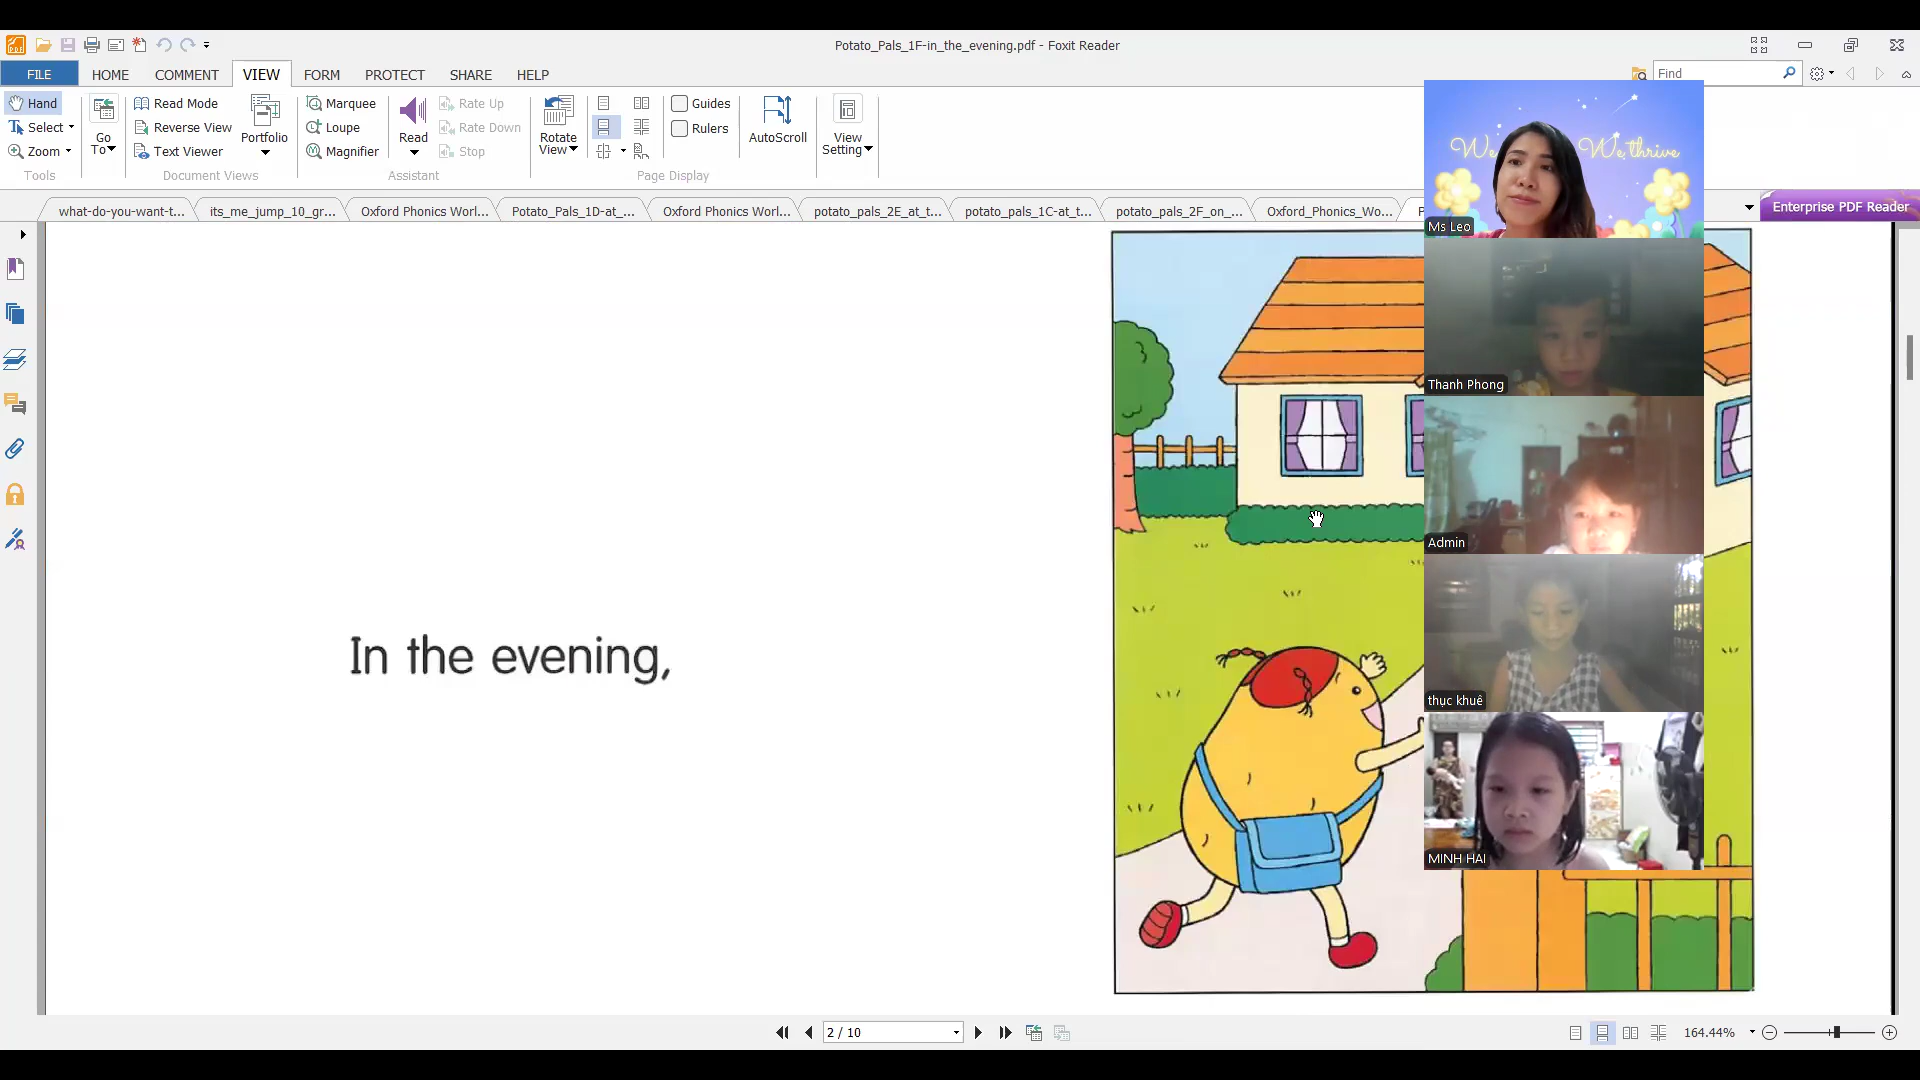 Potato_Pals_1F-in_the_evening.pdf - Foxit Reader
FILE HOME COMMENT VIEW FORM PROTECT SHARE HELP
Find
Hand
Select
Zoom
Tools
Go To
Read Mode
Reverse View
Text Viewer
Portfolio
Document Views
Marquee
Loupe
Magnifier
Read
Rate Up
Rate Down
Stop
Assistant
Rotate View
Page Display
Guides
Rulers
AutoScroll
View Setting
what-do-you-want-t... its_me_jump_10_gr... Oxford Phonics Worl... Potato_Pals_1D-at_... Oxford Phonics Worl... potato_pals_2E_at_t... potato_pals_1C-at_t... potato_pals_2F_on_... Oxford_Phonics_Wo...
Enterprise PDF Reader
We We thrive
Ms Leo
Thanh Phong
Admin
thục khuê
MINH HAI
In the evening,
2 / 10
164.44%